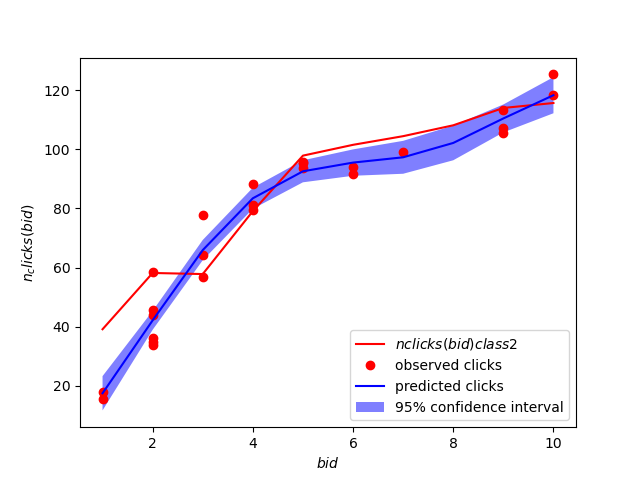 120
100
80
60
40
20
n_clicks(bid)
nclicks(bid)class2
observed clicks
predicted clicks
95% confidence interval
2
4
6
8
10
bid